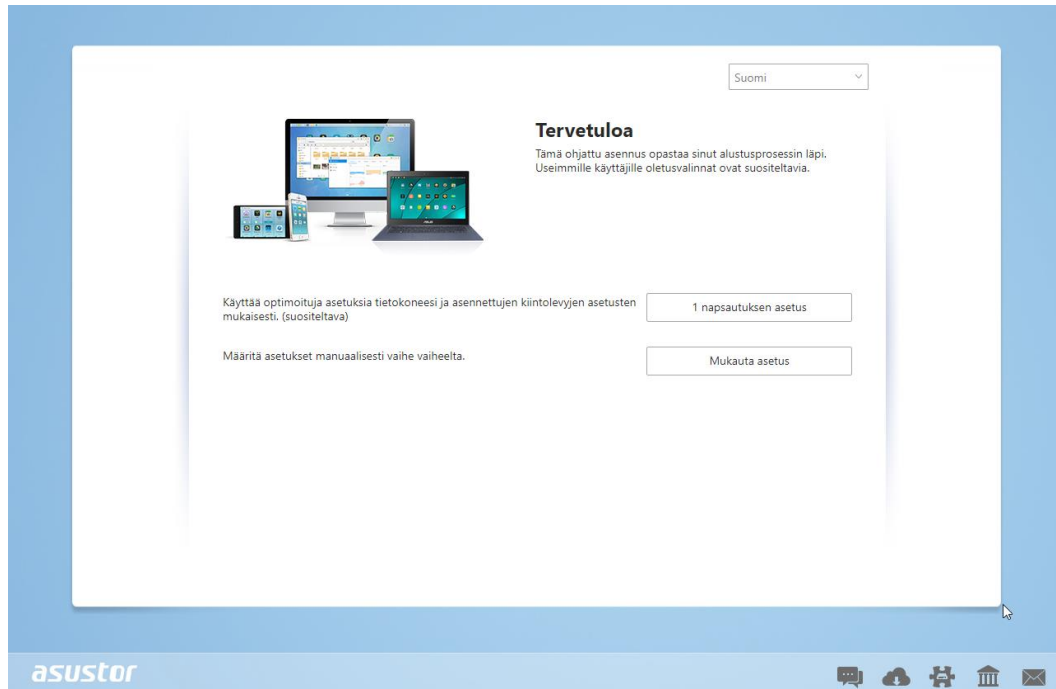 Suomi
Tervetuloa
Tämä ohjattu asennus opastaa sinut alustusprosessin läpi.
Useimmille käyttäjille oletusvalinnat ovat suositeltavia.
Käyttää optimoituja asetuksia tietokoneesi ja asennettujen kiintolevyjen asetusten
mukaisesti. (suositeltava)
1 napsautuksen asetus
Määritä asetukset manuaalisesti vaihe vaiheelta.
Mukauta asetus
asustor